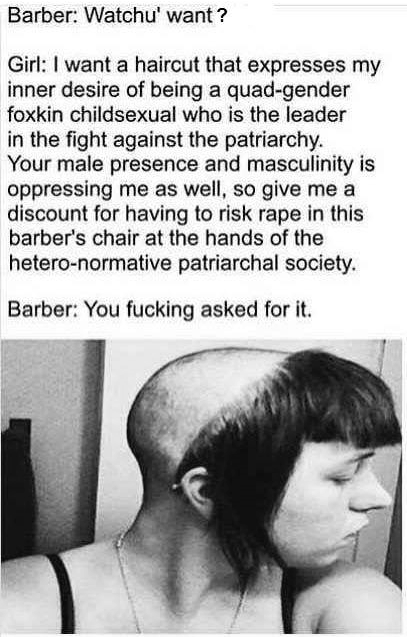 Barber: Watchu' want ?
Girl: I want a haircut that expresses my
inner desire of being a quad-gender
foxkin childsexual who is the leader
in the fight against the patriarchy.
Your male presence and masculinity is
oppressing me as well, so give me a
discount for having to risk rape in this
barber's chair at the hands of the
hetero-normative patriarchal society.
Barber: You fucking asked for it.